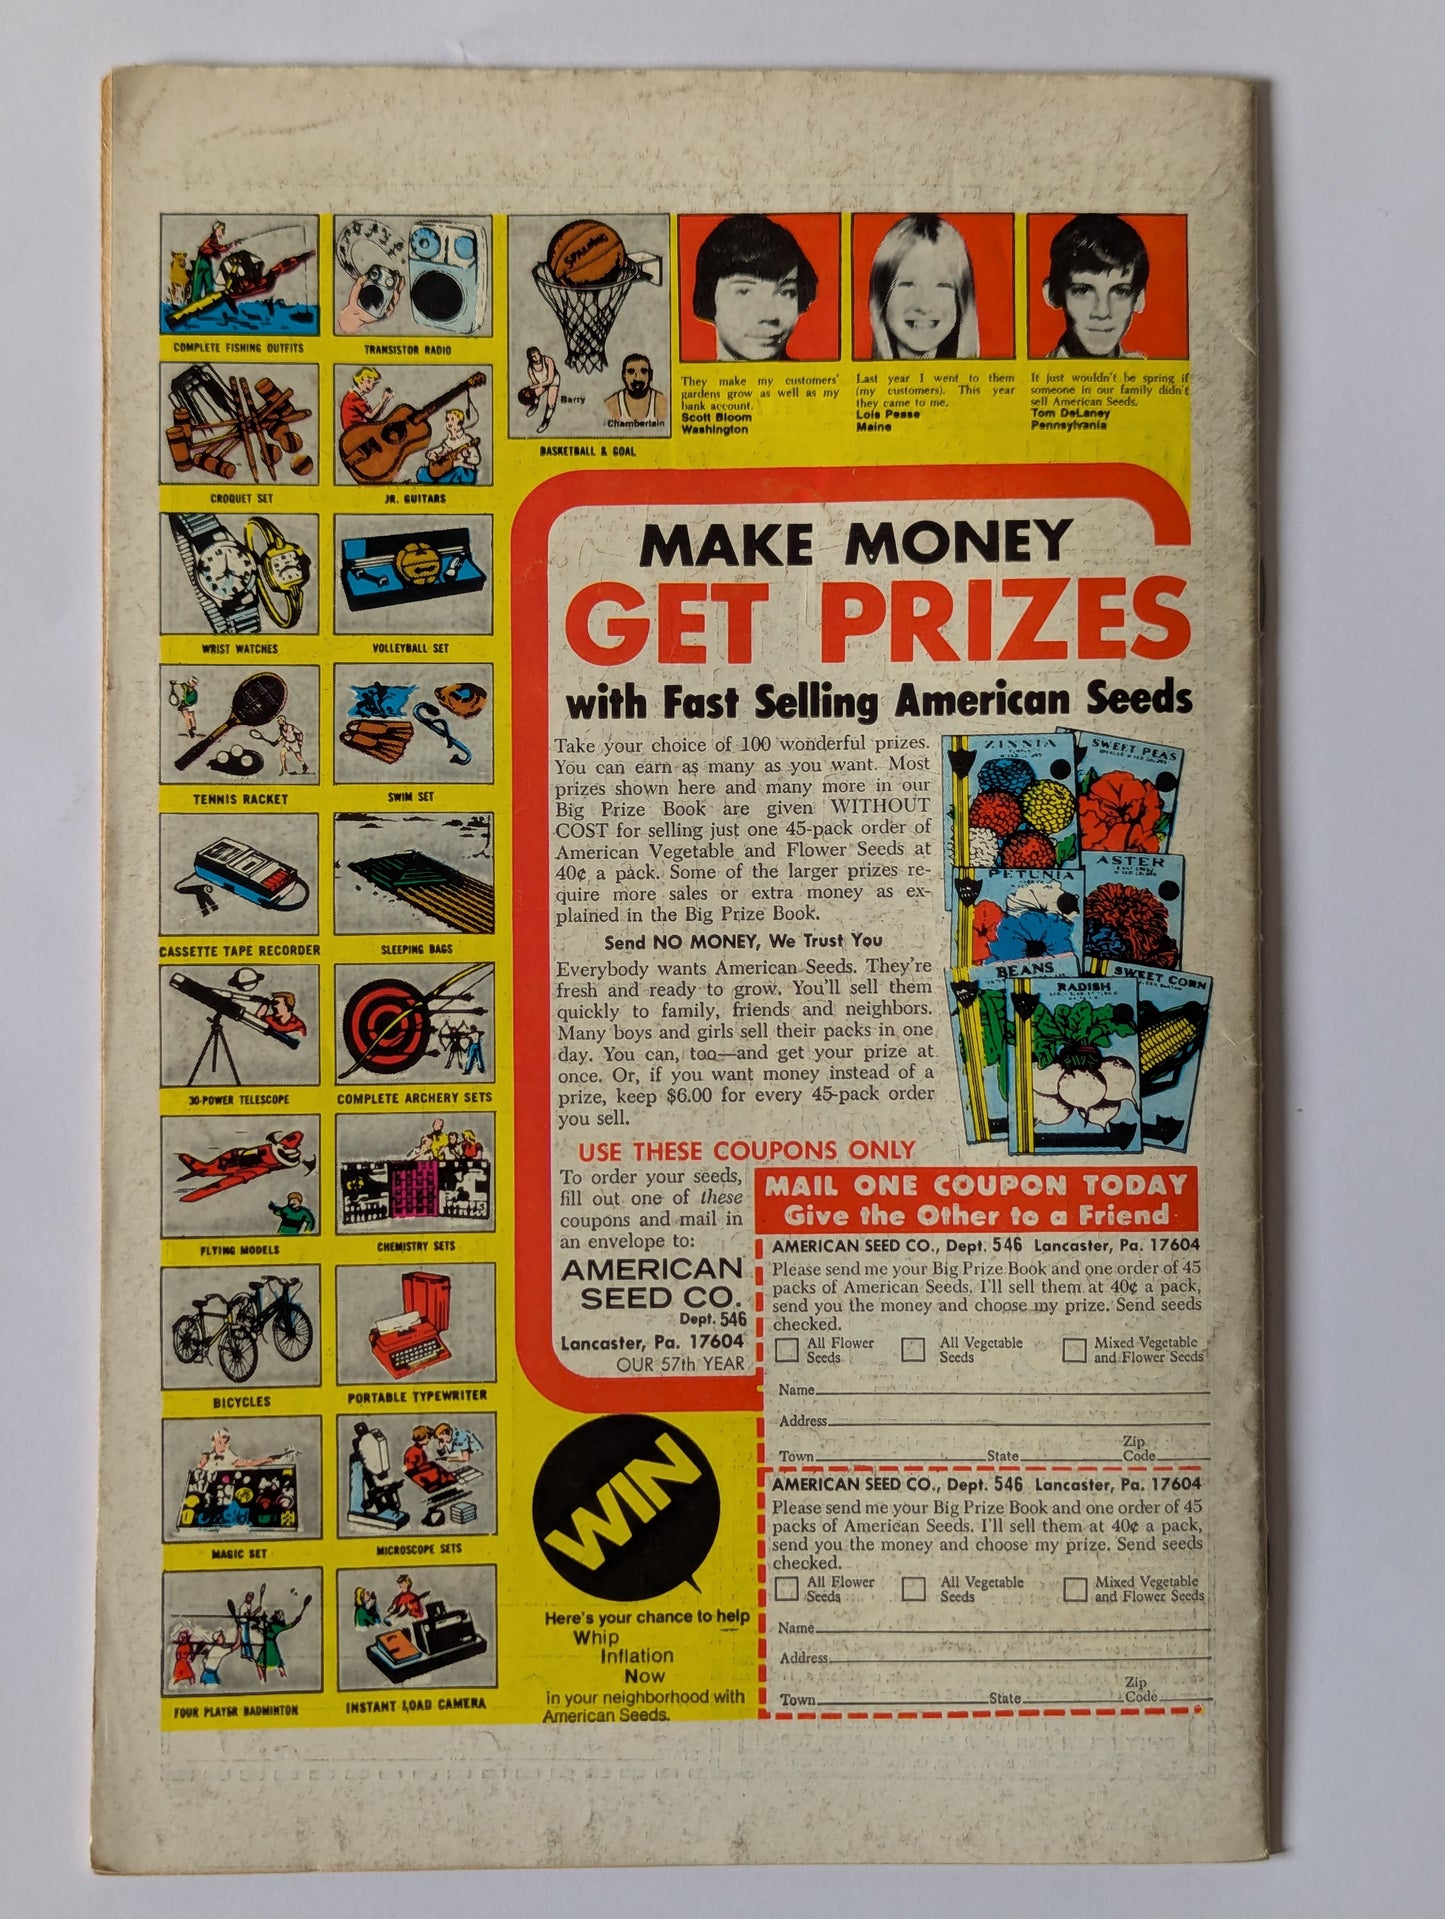 COMPLETE FISHING OUTFITS
TRANSISTOR RADIO
SPALDING
Barry
Chamberlain
BASKETBALL & GOAL
They make my customers'
gardens grow as well as my
bank account.
Scott Bloom
Washington
Last year I went to them
(my customers). This year
they came to me.
Lois Pease
Maine
It just wouldn't be spring if
someone in our family didn't
sell American Seeds.
Tom DeLaney
Pennsylvania
CROQUET SET
JR. GUITARS
WRIST WATCHES
VOLLEYBALL SET
TENNIS RACKET
SWIM SET
CASSETTE TAPE RECORDER
SLEEPING BAGS
30-POWER TELESCOPE
COMPLETE ARCHERY SETS
FLYING MODELS
CHEMISTRY SETS
BICYCLES
PORTABLE TYPEWRITER
MAGIC SET
MICROSCOPE SETS
FOUR PLAYER BADMINTON
INSTANT LOAD CAMERA
MAKE MONEY
GET PRIZES
with Fast Selling American Seeds
Take your choice of 100 wonderful prizes.
You can earn as many as you want. Most
prizes shown here and many more in our
Big Prize Book are given WITHOUT
COST for selling just one 45-pack order of
American Vegetable and Flower Seeds at
40¢ a pack. Some of the larger prizes re-
quire more sales or extra money as ex-
plained in the Big Prize Book.
Send NO MONEY, We Trust You
Everybody wants American Seeds. They're
fresh and ready to grow. You'll sell them
quickly to family, friends and neighbors.
Many boys and girls sell their packs in one
day. You can, too—and get your prize at
once. Or, if you want money instead of a
prize, keep $6.00 for every 45-pack order
you sell.
ZINNIA
SWEET PEAS
PETUNIA
ASTER
BEANS
RADISH
SWEET CORN
USE THESE COUPONS ONLY
To order your seeds,
fill out one of these
coupons and mail in
an envelope to:
AMERICAN
SEED CO.
Dept. 546
Lancaster, Pa. 17604
OUR 57th YEAR
WIN
Here's your chance to help
Whip
Inflation
Now
in your neighborhood with
American Seeds.
MAIL ONE COUPON TODAY
Give the Other to a Friend
AMERICAN SEED CO., Dept. 546 Lancaster, Pa. 17604
Please send me your Big Prize Book and one order of 45
packs of American Seeds. I'll sell them at 40¢ a pack,
send you the money and choose my prize. Send seeds
checked.
All Flower Seeds
All Vegetable Seeds
Mixed Vegetable and Flower Seeds
Name
Address
Town State Zip Code
AMERICAN SEED CO., Dept. 546 Lancaster, Pa. 17604
Please send me your Big Prize Book and one order of 45
packs of American Seeds. I'll sell them at 40¢ a pack,
send you the money and choose my prize. Send seeds
checked.
All Flower Seeds
All Vegetable Seeds
Mixed Vegetable and Flower Seeds
Name
Address
Town State Zip Code